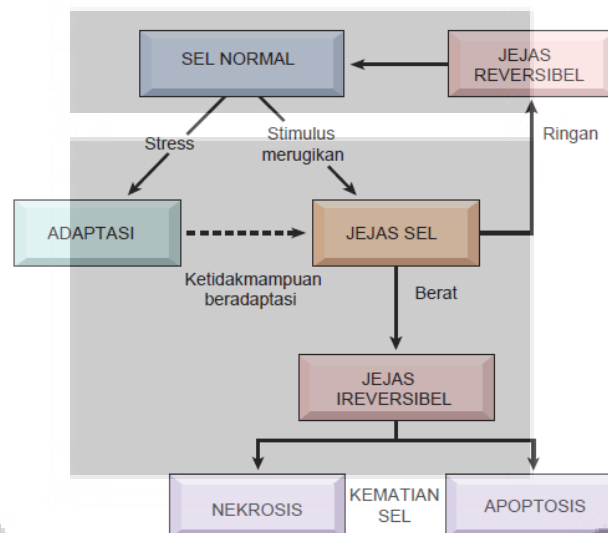 SEL NORMAL
JEJAS
REVERSIBEL
Stress
Stimulus
merugikan
Ringan
ADAPTASI
JEJAS SEL
Ketidakmampuan
beradaptasi
Berat
JEJAS
IREVERSIBEL
NEKROSIS
KEMATIAN
SEL
APOPTOSIS